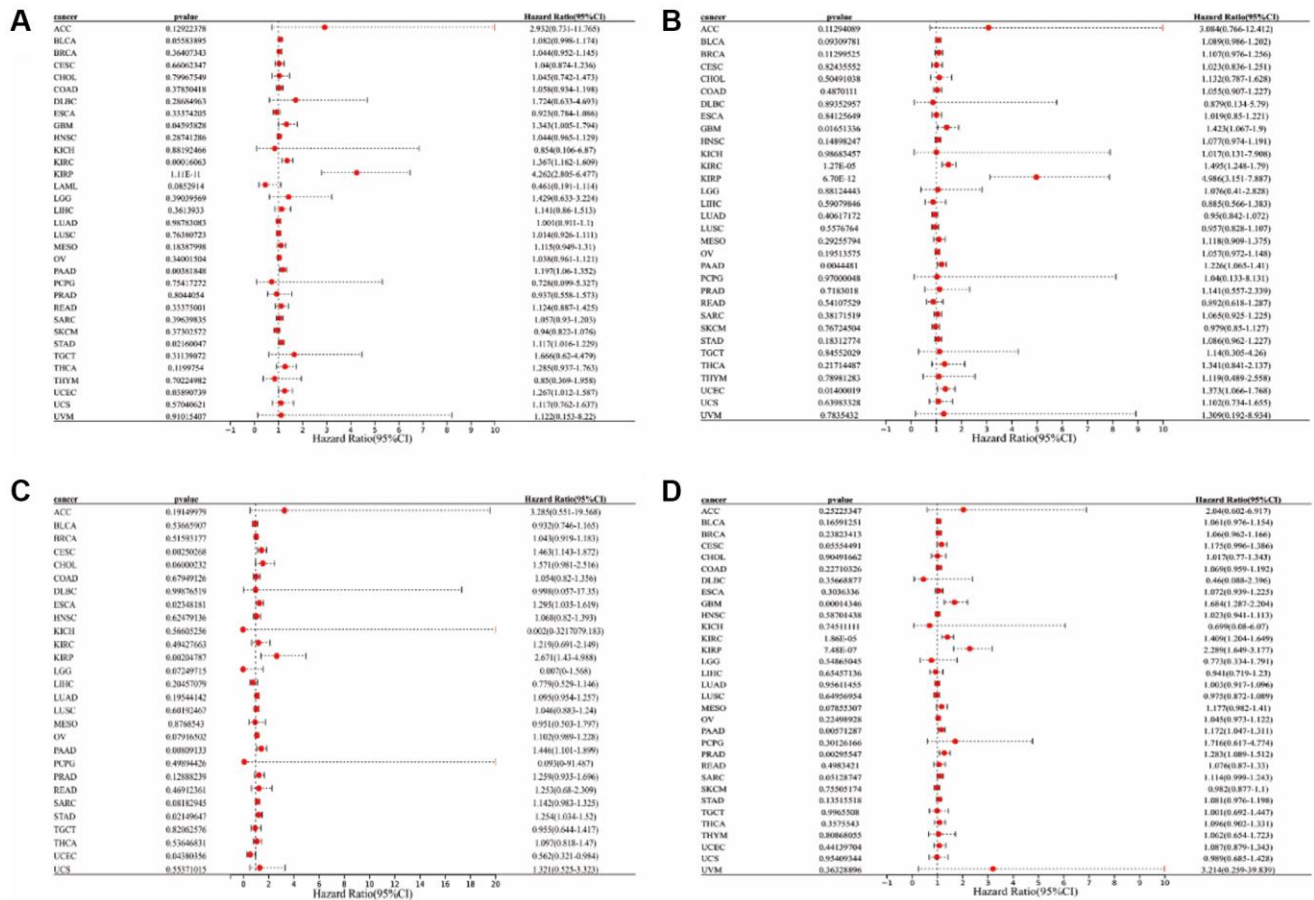 A
cancer pvalue Hazard Ratio(95%CI)
ACC 0.12922378 2.932(0.731-11.765)
BLCA 0.05583895 1.082(0.998-1.174)
BRCA 0.36407343 1.044(0.952-1.145)
CESC 0.66062347 1.04(0.874-1.236)
CHOL 0.79967549 1.045(0.742-1.473)
COAD 0.37850418 1.058(0.934-1.198)
DLBC 0.28684963 1.724(0.633-4.693)
ESCA 0.33374205 0.923(0.784-1.086)
GBM 0.04595828 1.343(1.005-1.794)
HNSC 0.28741286 1.044(0.965-1.129)
KICH 0.88192466 0.854(0.106-6.87)
KIRC 0.00016063 1.367(1.162-1.609)
KIRP 1.11E-11 4.262(2.805-6.477)
LAML 0.0852914 0.461(0.191-1.114)
LGG 0.39039569 1.429(0.633-3.224)
LIHC 0.3613933 1.141(0.86-1.513)
LUAD 0.98783083 1.001(0.911-1.1)
LUSC 0.76380723 1.014(0.926-1.111)
MESO 0.18387998 1.115(0.949-1.31)
OV 0.34001504 1.038(0.961-1.121)
PAAD 0.00381848 1.197(1.06-1.352)
PCPG 0.75417272 0.728(0.099-5.327)
PRAD 0.8044054 0.937(0.558-1.573)
READ 0.33375001 1.124(0.887-1.425)
SARC 0.39639835 1.057(0.93-1.203)
SKCM 0.37302572 0.94(0.822-1.076)
STAD 0.02160047 1.117(1.016-1.229)
TGCT 0.31139072 1.666(0.62-4.479)
THCA 0.1199754 1.285(0.937-1.763)
THYM 0.70224982 0.85(0.369-1.958)
UCEC 0.03890739 1.267(1.012-1.587)
UCS 0.57040621 1.117(0.762-1.637)
UVM 0.91015407 1.122(0.153-8.22)
−1 0 1 2 3 4 5 6 7 8 9 10
Hazard Ratio(95%CI)
B
cancer pvalue Hazard Ratio(95%CI)
ACC 0.11294089 3.084(0.766-12.412)
BLCA 0.09309781 1.089(0.986-1.202)
BRCA 0.11299525 1.107(0.976-1.256)
CESC 0.82435552 1.023(0.836-1.251)
CHOL 0.50491038 1.132(0.787-1.628)
COAD 0.4870111 1.055(0.907-1.227)
DLBC 0.89352957 0.879(0.134-5.79)
ESCA 0.84125649 1.019(0.85-1.221)
GBM 0.01651336 1.423(1.067-1.9)
HNSC 0.14898247 1.077(0.974-1.191)
KICH 0.98683457 1.017(0.131-7.908)
KIRC 1.27E-05 1.495(1.248-1.79)
KIRP 6.70E-12 4.986(3.151-7.887)
LGG 0.88124443 1.076(0.41-2.828)
LIHC 0.59079846 0.885(0.566-1.383)
LUAD 0.40617172 0.95(0.842-1.072)
LUSC 0.5576764 0.957(0.828-1.107)
MESO 0.29255794 1.118(0.909-1.375)
OV 0.19513575 1.057(0.972-1.148)
PAAD 0.0044481 1.226(1.065-1.41)
PCPG 0.97000048 1.04(0.133-8.131)
PRAD 0.7183018 1.141(0.557-2.339)
READ 0.54107529 0.892(0.618-1.287)
SARC 0.38171519 1.065(0.925-1.225)
SKCM 0.76724504 0.979(0.85-1.127)
STAD 0.18312774 1.086(0.962-1.227)
TGCT 0.84552029 1.14(0.305-4.26)
THCA 0.21714487 1.341(0.841-2.137)
THYM 0.78981283 1.119(0.489-2.558)
UCEC 0.01400019 1.373(1.066-1.768)
UCS 0.63983328 1.102(0.734-1.655)
UVM 0.7835432 1.309(0.192-8.934)
−1 0 1 2 3 4 5 6 7 8 9 10
Hazard Ratio(95%CI)
C
cancer pvalue Hazard Ratio(95%CI)
ACC 0.19149979 3.285(0.551-19.568)
BLCA 0.53665907 0.932(0.746-1.165)
BRCA 0.51593177 1.043(0.919-1.183)
CESC 0.00250268 1.463(1.143-1.872)
CHOL 0.06000232 1.571(0.981-2.516)
COAD 0.67949126 1.054(0.82-1.356)
DLBC 0.99876519 0.998(0.057-17.35)
ESCA 0.02348181 1.295(1.035-1.619)
HNSC 0.62479136 1.068(0.82-1.393)
KICH 0.56605256 0.002(0-3217079.183)
KIRC 0.49427663 1.219(0.691-2.149)
KIRP 0.00204787 2.671(1.43-4.988)
LGG 0.07249715 0.007(0-1.568)
LIHC 0.20457079 0.779(0.529-1.146)
LUAD 0.19544142 1.095(0.954-1.257)
LUSC 0.60192467 1.046(0.883-1.24)
MESO 0.8768543 0.951(0.503-1.797)
OV 0.07916502 1.102(0.989-1.228)
PAAD 0.00809133 1.446(1.101-1.899)
PCPG 0.49894426 0.093(0-91.487)
PRAD 0.12888239 1.259(0.935-1.696)
READ 0.46912361 1.253(0.68-2.309)
SARC 0.08182945 1.142(0.983-1.325)
STAD 0.02149647 1.254(1.034-1.52)
TGCT 0.82062576 0.955(0.644-1.417)
THCA 0.53646831 1.097(0.818-1.47)
UCEC 0.04380356 0.562(0.321-0.984)
UCS 0.55371015 1.321(0.525-3.323)
0 2 4 6 8 10 12 14 16 18 20
Hazard Ratio(95%CI)
D
cancer pvalue Hazard Ratio(95%CI)
ACC 0.25225347 2.04(0.602-6.917)
BLCA 0.16591251 1.061(0.976-1.154)
BRCA 0.23823413 1.06(0.962-1.166)
CESC 0.05554491 1.175(0.996-1.386)
CHOL 0.90491662 1.017(0.77-1.343)
COAD 0.22710326 1.069(0.959-1.192)
DLBC 0.35668877 0.46(0.088-2.396)
ESCA 0.3036336 1.072(0.939-1.225)
GBM 0.00014346 1.684(1.287-2.204)
HNSC 0.58701438 1.023(0.941-1.113)
KICH 0.74511111 0.699(0.08-6.07)
KIRC 1.86E-05 1.409(1.204-1.649)
KIRP 7.48E-07 2.289(1.649-3.177)
LGG 0.54865045 0.773(0.334-1.791)
LIHC 0.65457136 0.941(0.719-1.23)
LUAD 0.95611455 1.003(0.917-1.096)
LUSC 0.64956954 0.975(0.872-1.089)
MESO 0.07855307 1.177(0.982-1.41)
OV 0.22498928 1.045(0.973-1.122)
PAAD 0.00571287 1.172(1.047-1.311)
PCPG 0.30126166 1.716(0.617-4.774)
PRAD 0.00295547 1.283(1.089-1.512)
READ 0.4983421 1.076(0.87-1.33)
SARC 0.05128747 1.114(0.999-1.243)
SKCM 0.75505174 0.982(0.877-1.1)
STAD 0.13515518 1.081(0.976-1.198)
TGCT 0.9965508 1.001(0.692-1.447)
THCA 0.3575543 1.096(0.902-1.331)
THYM 0.80868055 1.062(0.654-1.723)
UCEC 0.44139704 1.087(0.879-1.343)
UCS 0.95409344 0.989(0.685-1.428)
UVM 0.36328896 3.214(0.259-39.839)
−1 0 1 2 3 4 5 6 7 8 9 10
Hazard Ratio(95%CI)